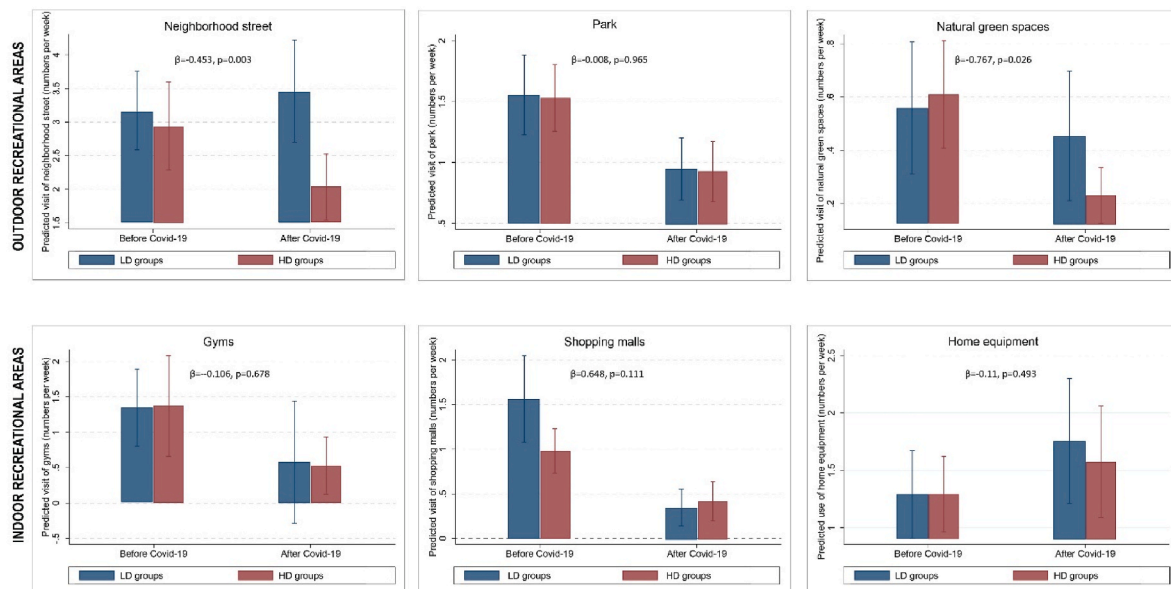 OUTDOOR RECREATIONAL AREAS
Neighborhood street
Predicted visit of neighborhood street (numbers per week)
4
3.5
3
2.5
2
1.5
β=-0.453, p=0.003
Before Covid-19 After Covid-19
LD groups HD groups
Park
Predicted visit of park (numbers per week)
2
1.5
1
.5
β=-0.008, p=0.965
Before Covid-19 After Covid-19
LD groups HD groups
Natural green spaces
Predicted visit of natural green spaces (numbers per week)
.8
.6
.4
.2
β=-0.767, p=0.026
Before Covid-19 After Covid-19
LD groups HD groups
INDOOR RECREATIONAL AREAS
Gyms
Predicted visit of gyms (numbers per week)
2
1.5
1
.5
0
-.5
β=--0.106, p=0.678
Before Covid-19 After Covid-19
LD groups HD groups
Shopping malls
Predicted visit of shopping malls (numbers per week)
2
1.5
1
.5
0
β=0.648, p=0.111
Before Covid-19 After Covid-19
LD groups HD groups
Home equipment
Predicted use of home equipment (numbers per week)
2.5
2
1.5
1
β=-0.11, p=0.493
Before Covid-19 After Covid-19
LD groups HD groups